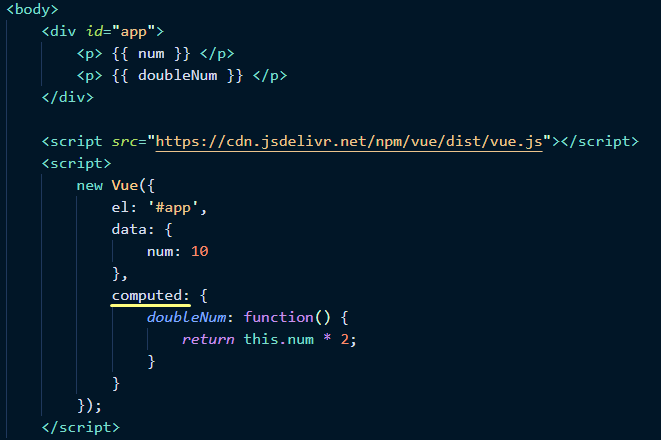 <body>
<div id="app">
<p> {{ num }} </p>
<p> {{ doubleNum }} </p>
</div>
<script src="https://cdn.jsdelivr.net/npm/vue/dist/vue.js"></script>
<script>
new Vue({
el: '#app',
data: {
num: 10
},
computed: {
doubleNum: function() {
return this.num * 2;
}
}
});
</script>